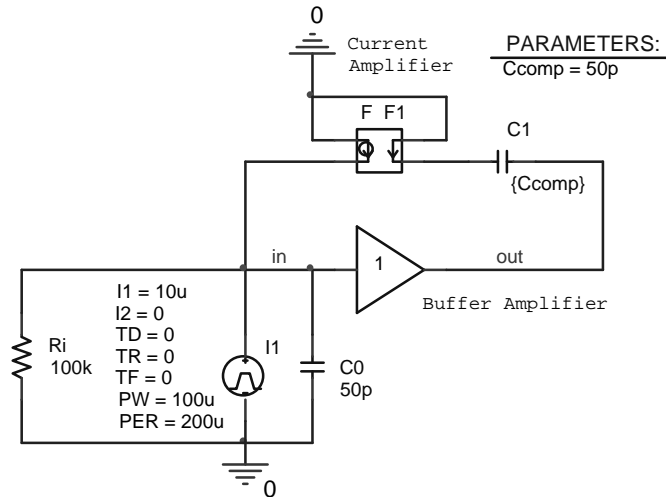 0
Current
Amplifier
PARAMETERS:
Ccomp = 50p
F F1
C1
{Ccomp}
in
1
out
Buffer Amplifier
I1 = 10u
I2 = 0
TD = 0
TR = 0
TF = 0
PW = 100u
PER = 200u
Ri
100k
I1
C0
50p
0